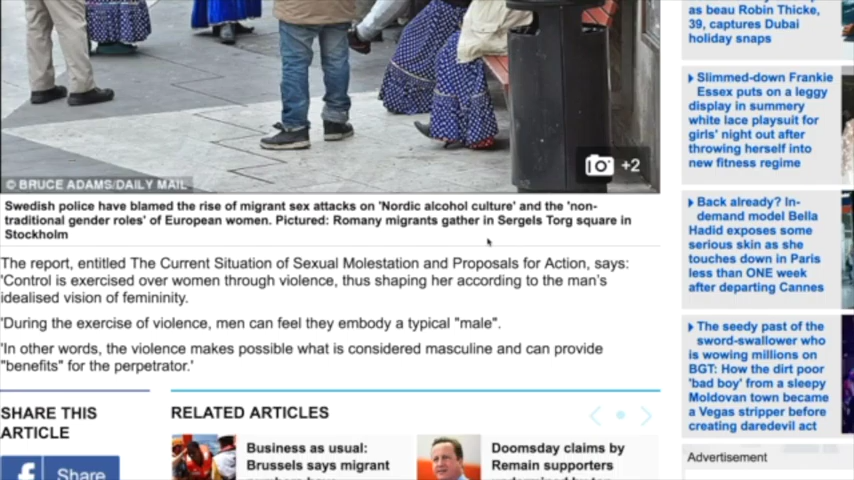 © BRUCE ADAMS/DAILY MAIL
+2
Swedish police have blamed the rise of migrant sex attacks on 'Nordic alcohol culture' and the 'non-
traditional gender roles' of European women. Pictured: Romany migrants gather in Sergels Torg square in
Stockholm
The report, entitled The Current Situation of Sexual Molestation and Proposals for Action, says:
'Control is exercised over women through violence, thus shaping her according to the man's
idealised vision of femininity.
'During the exercise of violence, men can feel they embody a typical "male".
'In other words, the violence makes possible what is considered masculine and can provide
"benefits" for the perpetrator.'
SHARE THIS
ARTICLE
f Share
RELATED ARTICLES
Business as usual:
Brussels says migrant
Doomsday claims by
Remain supporters
as beau Robin Thicke,
39, captures Dubai
holiday snaps
Slimmed-down Frankie
Essex puts on a leggy
display in summery
white lace playsuit for
girls' night out after
throwing herself into
new fitness regime
Back already? In-
demand model Bella
Hadid exposes some
serious skin as she
touches down in Paris
less than ONE week
after departing Cannes
The seedy past of the
sword-swallower who
is wowing millions on
BGT: How the dirt poor
'bad boy' from a sleepy
Moldovan town became
a Vegas stripper before
creating daredevil act
Advertisement